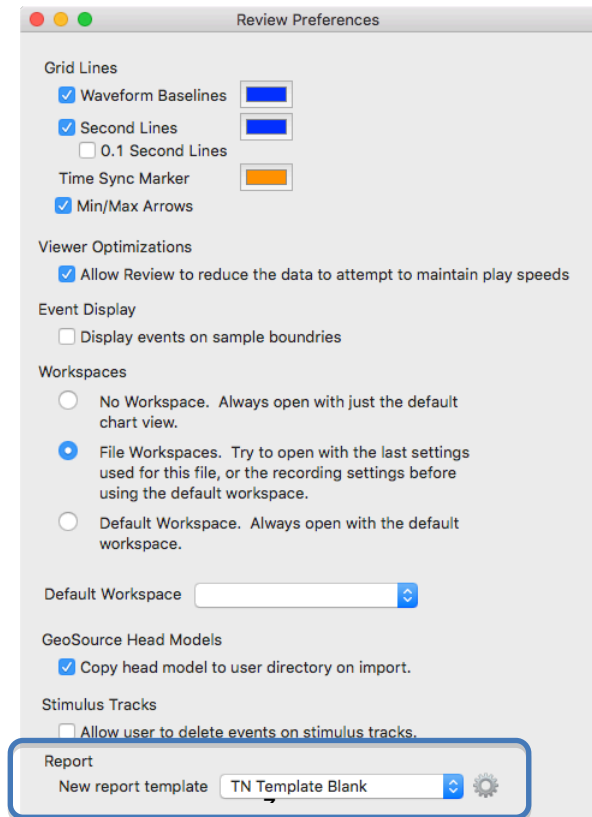 Review Preferences
Grid Lines
Waveform Baselines
Second Lines
0.1 Second Lines
Time Sync Marker
Min/Max Arrows
Viewer Optimizations
Allow Review to reduce the data to attempt to maintain play speeds
Event Display
Display events on sample boundries
Workspaces
No Workspace. Always open with just the default
chart view.
File Workspaces. Try to open with the last settings
used for this file, or the recording settings before
using the default workspace.
Default Workspace. Always open with the default
workspace.
Default Workspace
GeoSource Head Models
Copy head model to user directory on import.
Stimulus Tracks
Allow user to delete events on stimulus tracks.
Report
New report template TN Template Blank